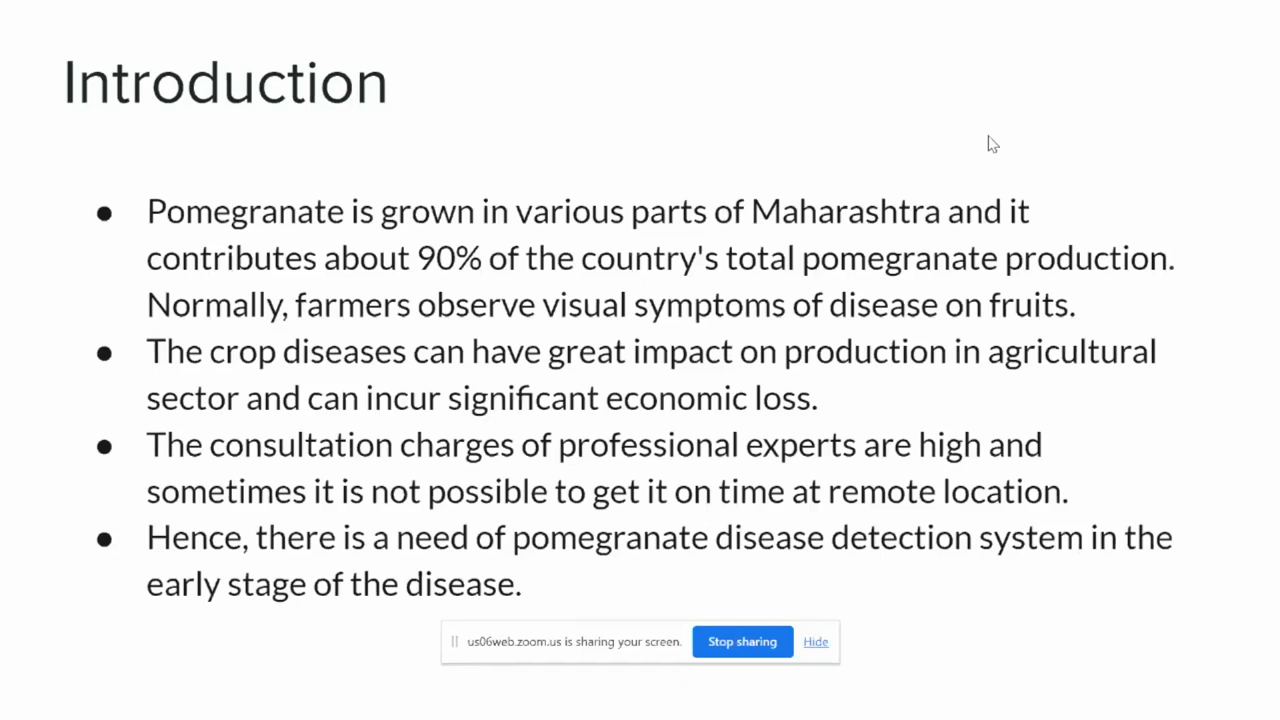 Introduction
● Pomegranate is grown in various parts of Maharashtra and it
contributes about 90% of the country's total pomegranate production.
Normally, farmers observe visual symptoms of disease on fruits.
● The crop diseases can have great impact on production in agricultural
sector and can incur significant economic loss.
● The consultation charges of professional experts are high and
sometimes it is not possible to get it on time at remote location.
● Hence, there is a need of pomegranate disease detection system in the
early stage of the disease.
us06web.zoom.us is sharing your screen. Stop sharing Hide